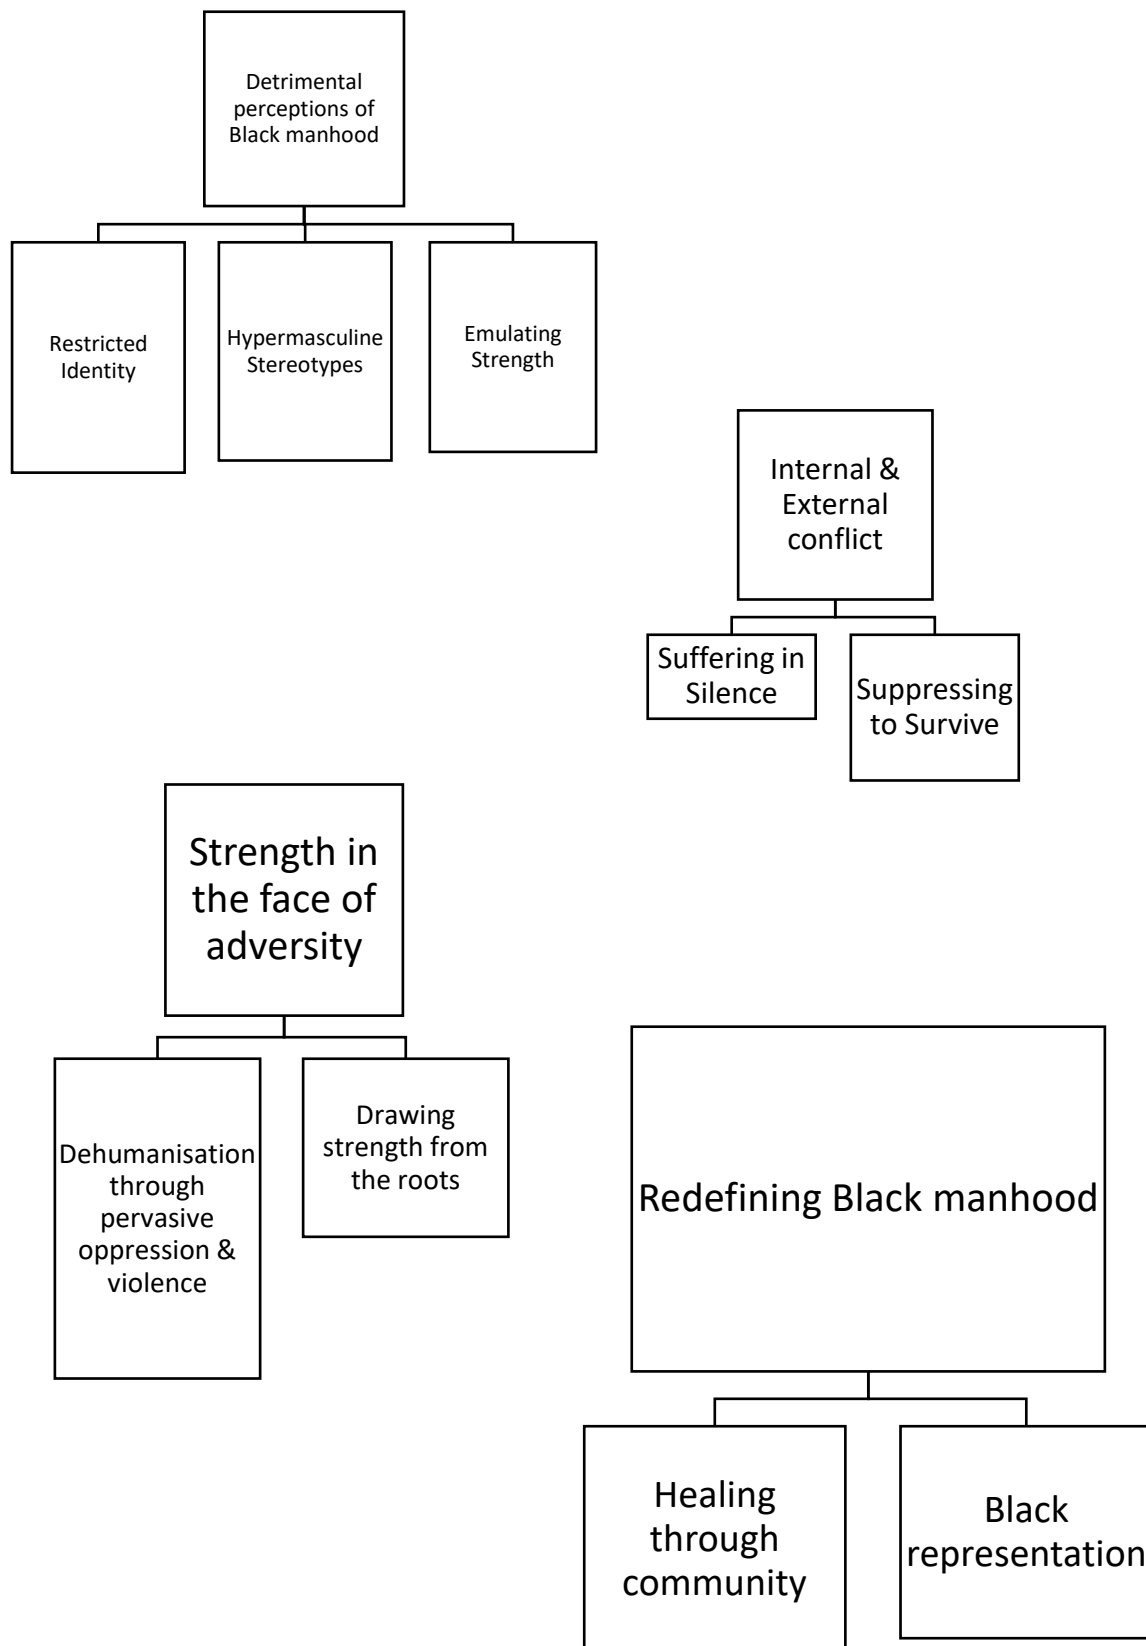 Detrimental
perceptions of
Black manhood
Restricted
Identity
Hypermasculine
Stereotypes
Emulating
Strength
Internal &
External
conflict
Suffering in
Silence
Suppressing
to Survive
Strength in
the face of
adversity
Dehumanisation
through
pervasive
oppression &
violence
Drawing
strength from
the roots
Redefining Black manhood
Healing
through
community
Black
representation